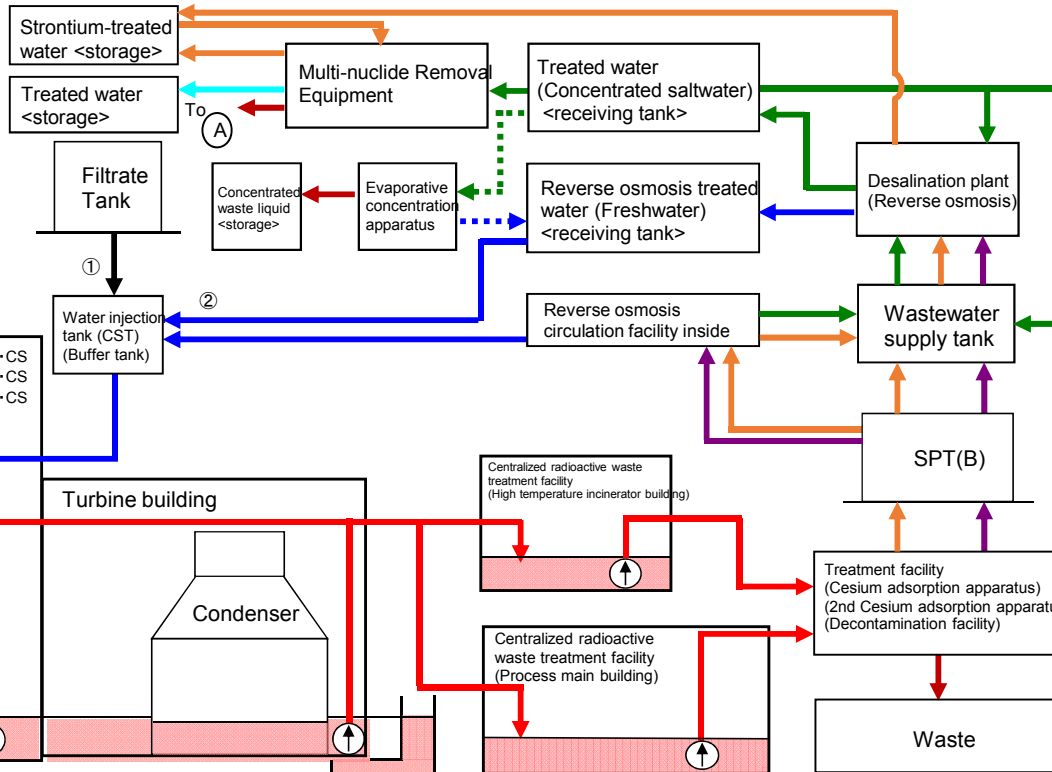 Strontium-treated
water <storage>
Multi-nuclide Removal
Equipment
Treated water
(Concentrated saltwater)
<receiving tank>
Treated water
<storage>
To
A
Filtrate
Tank
Concentrated
waste liquid
<storage>
Evaporative
concentration
apparatus
Reverse osmosis treated
water (Freshwater)
<receiving tank>
Desalination plant
(Reverse osmosis)
①
②
Water injection
tank (CST)
(Buffer tank)
Reverse osmosis
circulation facility inside
Wastewater
supply tank
・CS
・CS
・CS
SPT(B)
Centralized radioactive waste
treatment facility
(High temperature incinerator building)
Turbine building
Condenser
Treatment facility
(Cesium adsorption apparatus)
(2nd Cesium adsorption apparatu
(Decontamination facility)
Centralized radioactive
waste treatment facility
(Process main building)
Waste